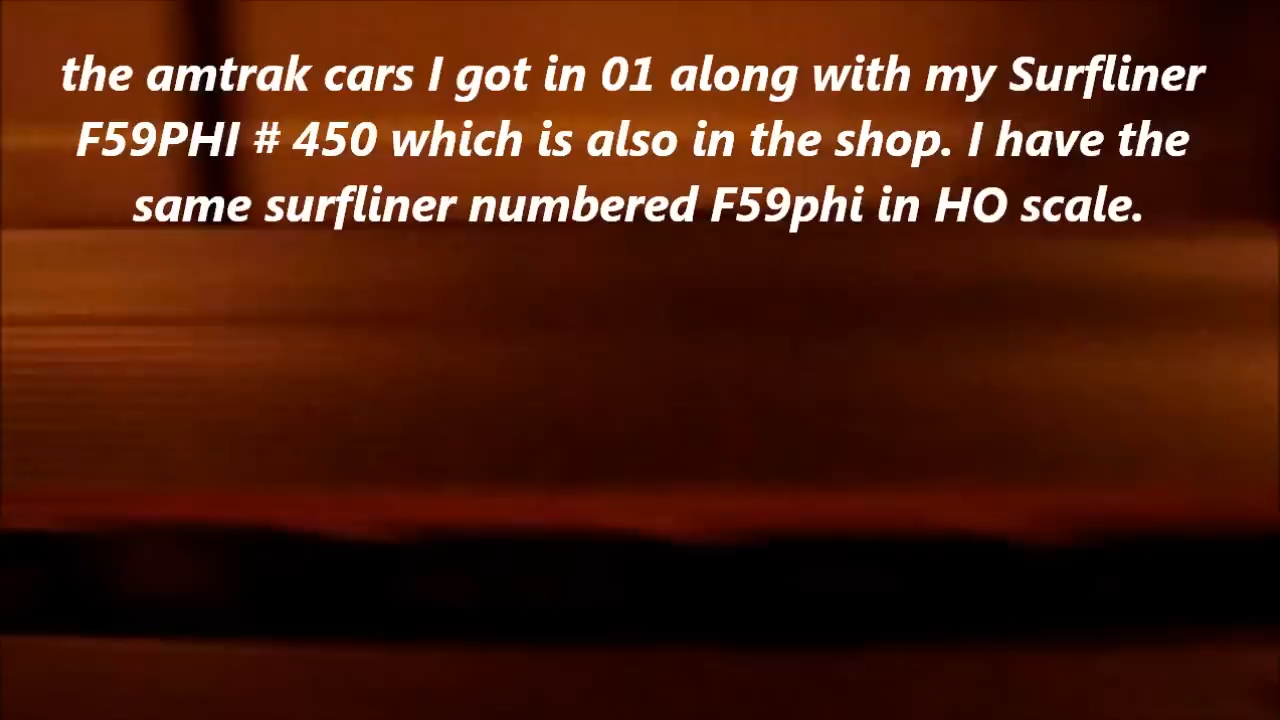 the amtrak cars I got in 01 along with my Surfliner
F59PHI # 450 which is also in the shop. I have the
same surfliner numbered F59phi in HO scale.